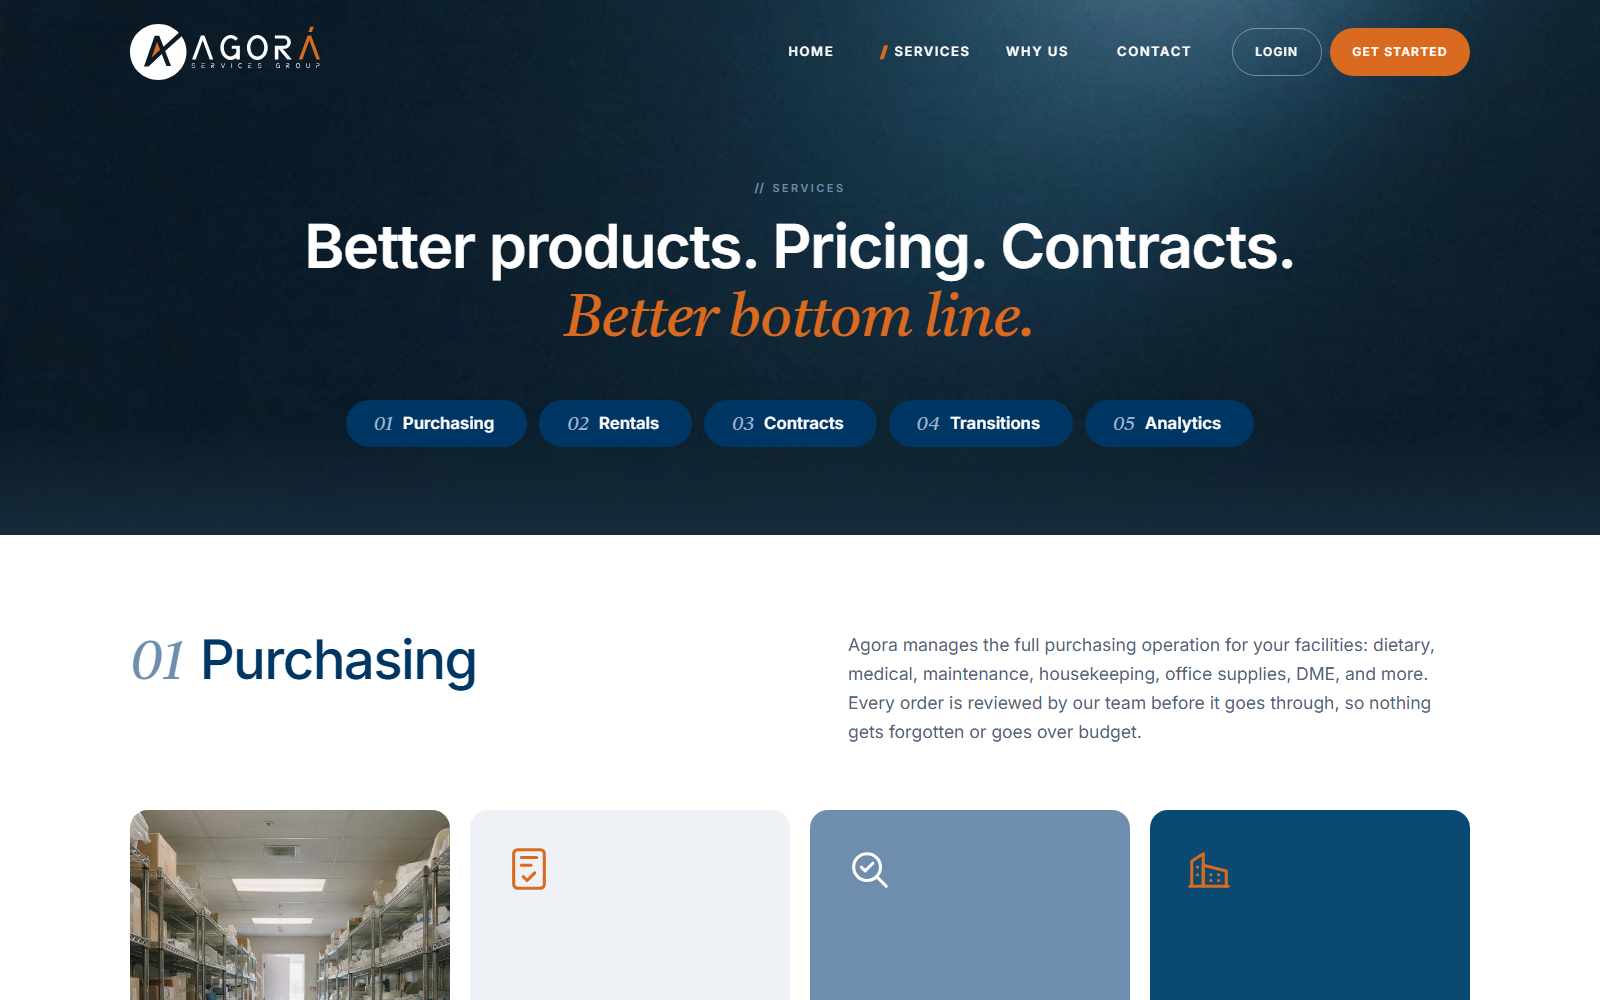 AGORÁ
SERVICES GROUP
HOME
SERVICES
WHY US
CONTACT
LOGIN
GET STARTED
// SERVICES
Better products. Pricing. Contracts.
Better bottom line.
01 Purchasing
02 Rentals
03 Contracts
04 Transitions
05 Analytics
01 Purchasing
Agora manages the full purchasing operation for your facilities: dietary,
medical, maintenance, housekeeping, office supplies, DME, and more.
Every order is reviewed by our team before it goes through, so nothing
gets forgotten or goes over budget.